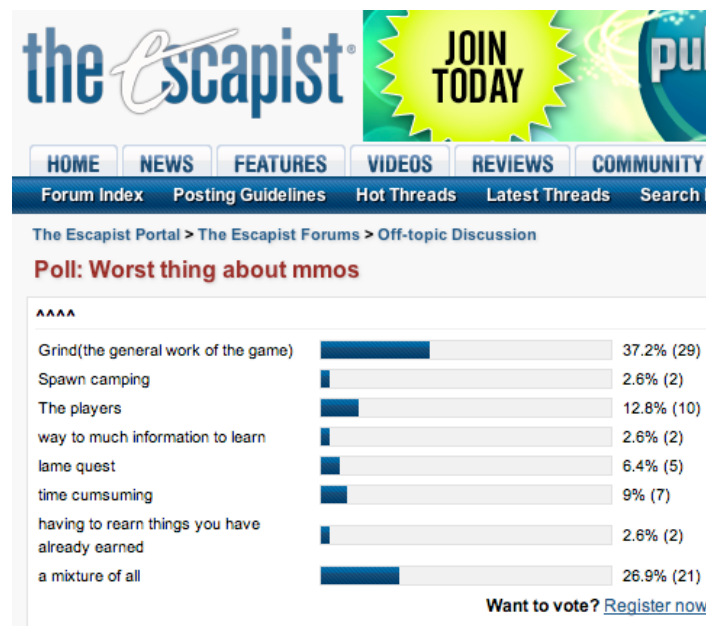 the escapist
JOIN
TODAY
HOME NEWS FEATURES VIDEOS REVIEWS COMMUNITY
Forum Index Posting Guidelines Hot Threads Latest Threads Search
The Escapist Portal > The Escapist Forums > Off-topic Discussion
Poll: Worst thing about mmos
^^^^
Grind(the general work of the game) 37.2% (29)
Spawn camping 2.6% (2)
The players 12.8% (10)
way to much information to learn 2.6% (2)
lame quest 6.4% (5)
time cumsuming 9% (7)
having to rearn things you have
already earned 2.6% (2)
a mixture of all 26.9% (21)
Want to vote? Register now